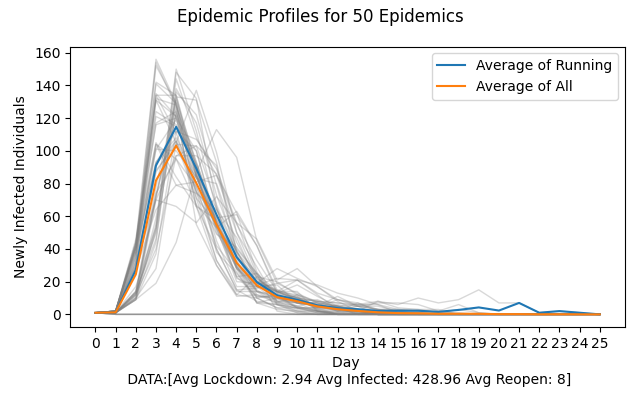 Epidemic Profiles for 50 Epidemics
160
140
120
100
80
60
40
20
0
Newly Infected Individuals
Average of Running
Average of All
0 1 2 3 4 5 6 7 8 9 10 11 12 13 14 15 16 17 18 19 20 21 22 23 24 25
Day
DATA:[Avg Lockdown: 2.94 Avg Infected: 428.96 Avg Reopen: 8]